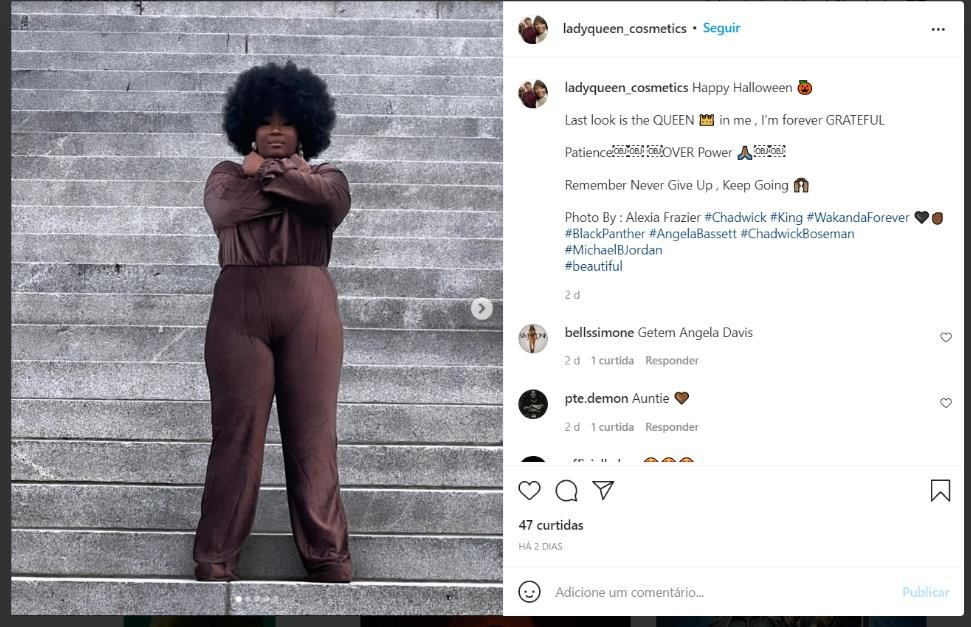 ladyqueen_cosmetics • Seguir
ladyqueen_cosmetics Happy Halloween 🎃
Last look is the QUEEN 👑 in me , I'm forever GRATEFUL
Patience￼￼ ￼OVER Power 🙏🏾￼￼
Remember Never Give Up , Keep Going 🙌🏾
Photo By : Alexia Frazier #Chadwick #King #WakandaForever 🖤✊🏾
#BlackPanther #AngelaBassett #ChadwickBoseman
#MichaelBJordan
#beautiful
2 d
bellssimone Getem Angela Davis
2 d 1 curtida Responder
pte.demon Auntie 🤎
2 d 1 curtida Responder
47 curtidas
HÁ 2 DIAS
Adicione um comentário... Publicar